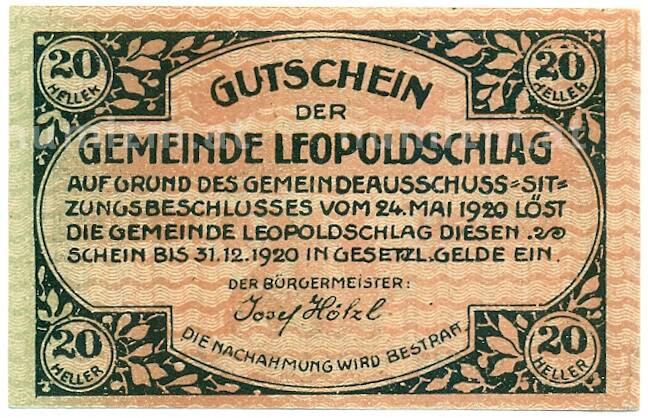 20 HELLER
20 HELLER
GUTSCHEIN
DER
GEMEINDE LEOPOLDSCHLAG
AUF GRUND DES GEMEINDEAUSSCHUSS=SIT=
ZUNGSBESCHLUSSES VOM 24. MAI 1920 LÖST
DIE GEMEINDE LEOPOLDSCHLAG DIESEN
SCHEIN BIS 31.12.1920 IN GESETZL. GELDE EIN.
DER BÜRGERMEISTER:
Josef Hölzl
DIE NACHAHMUNG WIRD BESTRAFT.
20 HELLER
20 HELLER